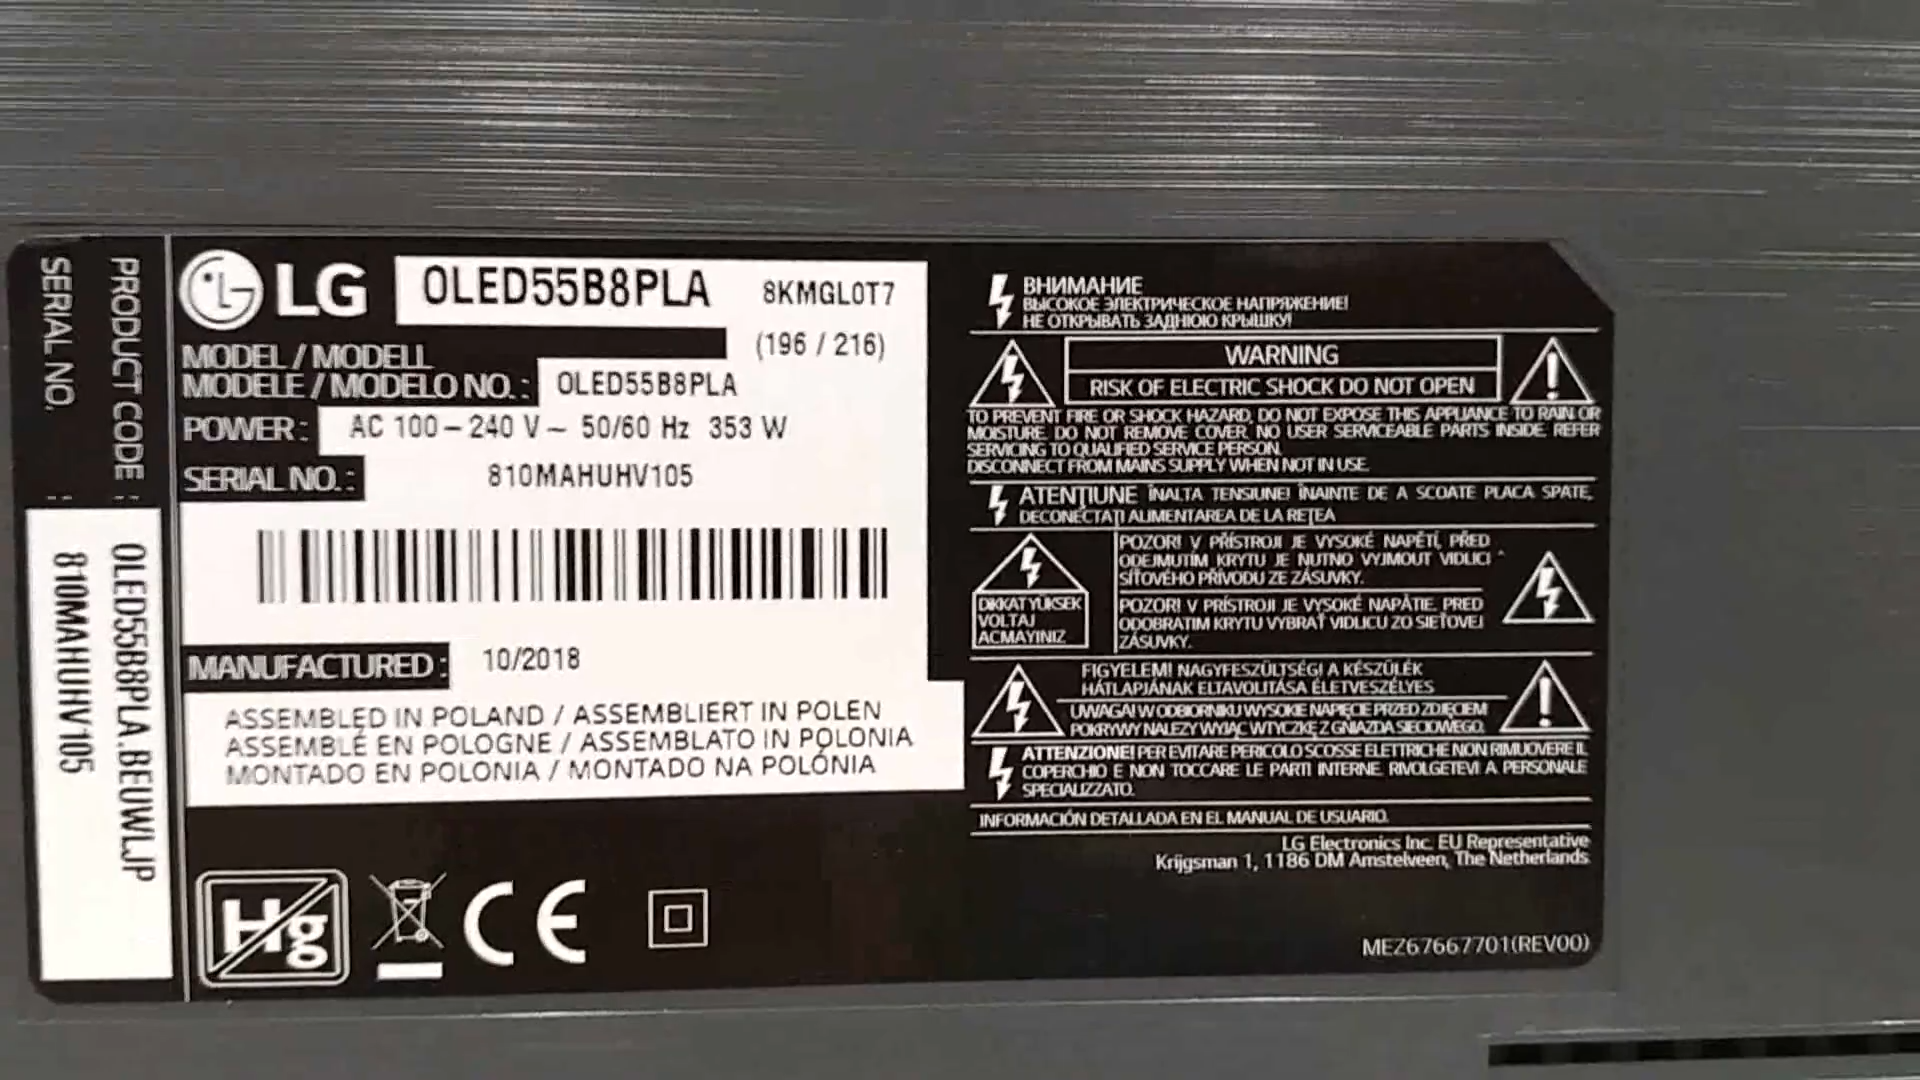 SERIAL NO. : 810MAHUHV105
PRODUCT CODE : OLED55B8PLA.BEUWLJP
LG OLED55B8PLA 8KMGL0T7
(196 / 216)
MODEL / MODELL
MODELE / MODELO NO. : OLED55B8PLA
POWER : AC 100 – 240 V ~ 50/60 Hz 353 W
SERIAL NO. : 810MAHUHV105
MANUFACTURED : 10/2018
ASSEMBLED IN POLAND / ASSEMBLIERT IN POLEN
ASSEMBLÉ EN POLOGNE / ASSEMBLATO IN POLONIA
MONTADO EN POLONIA / MONTADO NA POLÓNIA
Hg
CE
ВНИМАНИЕ
ВЫСОКОЕ ЭЛЕКТРИЧЕСКОЕ НАПРЯЖЕНИЕ!
НЕ ОТКРЫВАТЬ ЗАДНЮЮ КРЫШКУ!
WARNING
RISK OF ELECTRIC SHOCK DO NOT OPEN
TO PREVENT FIRE OR SHOCK HAZARD, DO NOT EXPOSE THIS APPLIANCE TO RAIN OR
MOISTURE. DO NOT REMOVE COVER. NO USER SERVICEABLE PARTS INSIDE. REFER
SERVICING TO QUALIFIED SERVICE PERSON.
DISCONNECT FROM MAINS SUPPLY WHEN NOT IN USE.
ATENŢIUNE ÎNALTA TENSIUNE! ÎNAINTE DE A SCOATE PLACA SPATE,
DECONECTAŢI ALIMENTAREA DE LA REŢEA
DIKKAT YÜKSEK
VOLTAJ
ACMAYINIZ
POZOR! V PŘÍSTROJI JE VYSOKÉ NAPĚTÍ, PŘED
ODEJMUTÍM KRYTU JE NUTNO VYJMOUT VIDLICI
SÍŤOVÉHO PŘÍVODU ZE ZÁSUVKY.
POZOR! V PRÍSTROJI JE VYSOKÉ NAPÄTIE, PRED
ODOBRATIM KRYTU VYBRAŤ VIDLICU ZO SIEŤOVEJ
ZÁSUVKY.
FIGYELEM! NAGYFESZÜLTSÉG! A KÉSZÜLÉK
HÁTLAPJÁNAK ELTAVOLITÁSA ÉLETVESZÉLYES
UWAGA! W ODBIORNIKU WYSOKIE NAPIĘCIE PRZED ZDJĘCIEM
POKRYWY NALEŻY WYJĄĆ WTYCZKĘ Z GNIAZDA SIECIOWEGO.
ATTENZIONE! PER EVITARE PERICOLO SCOSSE ELETTRICHE NON RIMUOVERE IL
COPERCHIO E NON TOCCARE LE PARTI INTERNE. RIVOLGETEVI A PERSONALE
SPECIALIZZATO.
INFORMACIÓN DETALLADA EN EL MANUAL DE USUARIO.
LG Electronics Inc. EU Representative
Krijgsman 1, 1186 DM Amstelveen, The Netherlands
MEZ67667701(REV00)